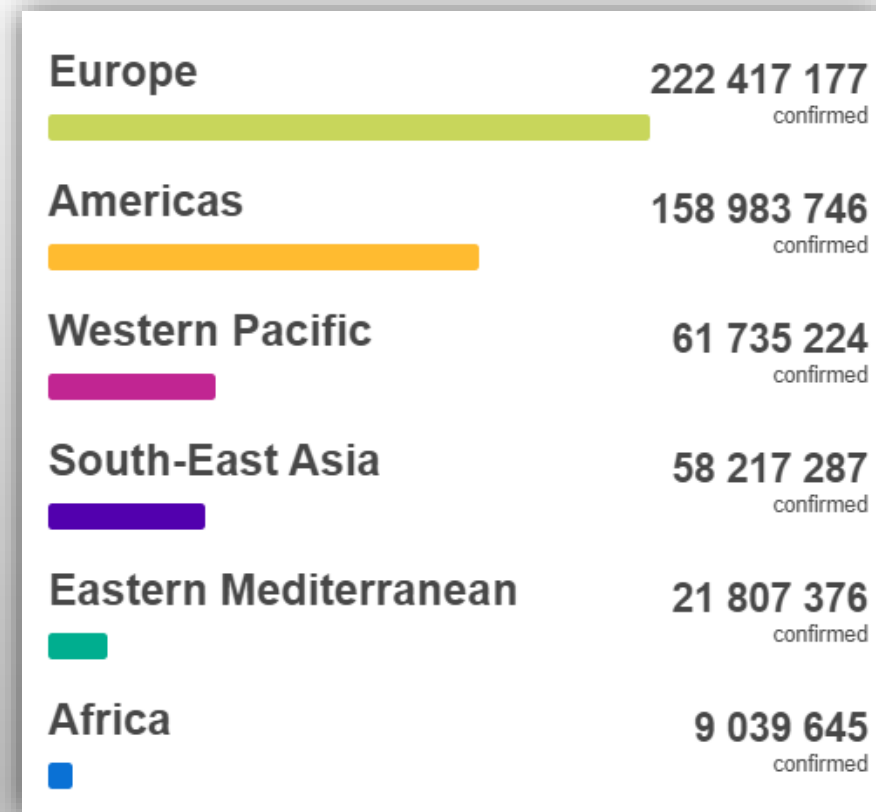 Europe
222 417 177
confirmed
Americas
158 983 746
confirmed
Western Pacific
61 735 224
confirmed
South-East Asia
58 217 287
confirmed
Eastern Mediterranean
21 807 376
confirmed
Africa
9 039 645
confirmed